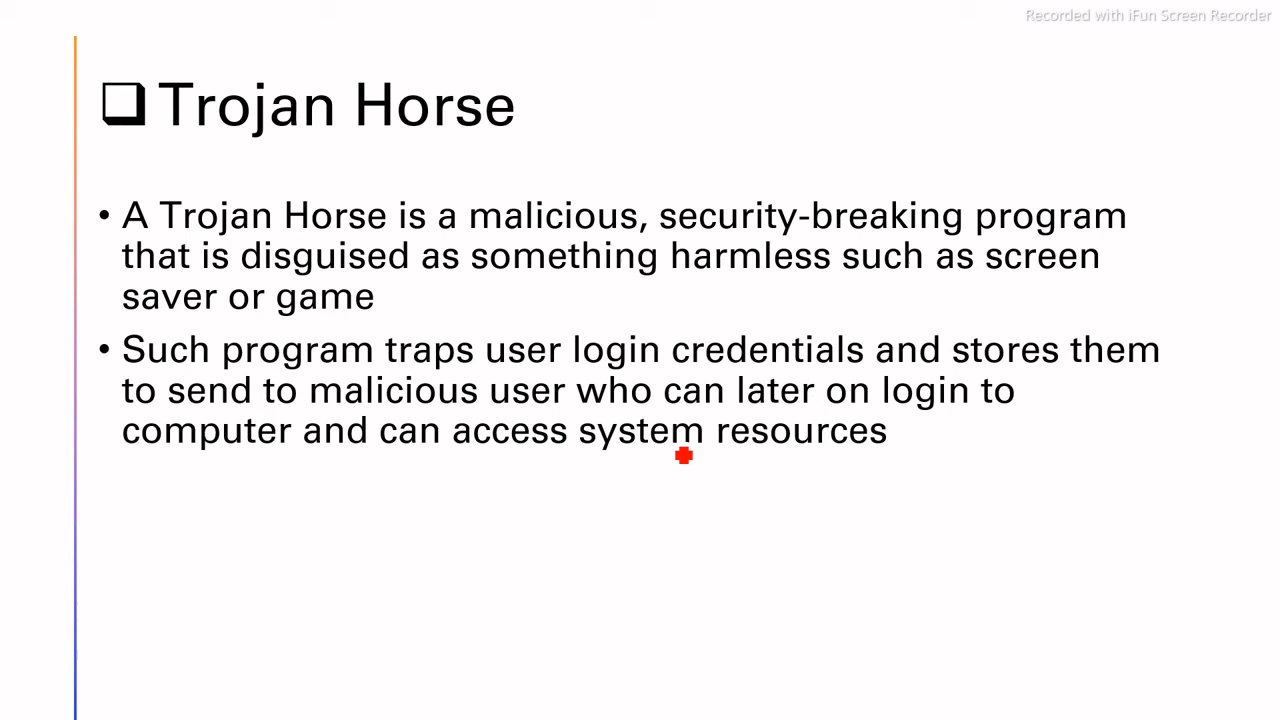 Recorded with iFun Screen Recorder
❑ Trojan Horse
• A Trojan Horse is a malicious, security-breaking program
that is disguised as something harmless such as screen
saver or game
• Such program traps user login credentials and stores them
to send to malicious user who can later on login to
computer and can access system resources